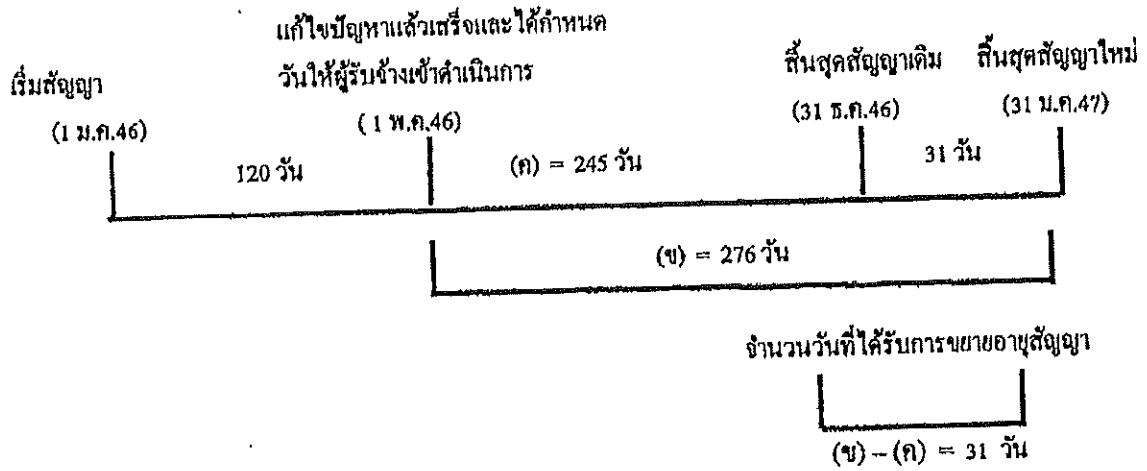 แก้ไขปัญหาแล้วเสร็จและได้กำหนด
วันให้ผู้รับจ้างเข้าดำเนินการ
เริ่มสัญญา
สิ้นสุดสัญญาเดิม สิ้นสุดสัญญาใหม่
(1 ม.ค.46)
(1 พ.ค.46)
(31 ธ.ค.46)
(31 ม.ค.47)
120 วัน
(ค) = 245 วัน
31 วัน
(ข) = 276 วัน
จำนวนวันที่ได้รับการขยายอายุสัญญา
(ข) – (ค) = 31 วัน